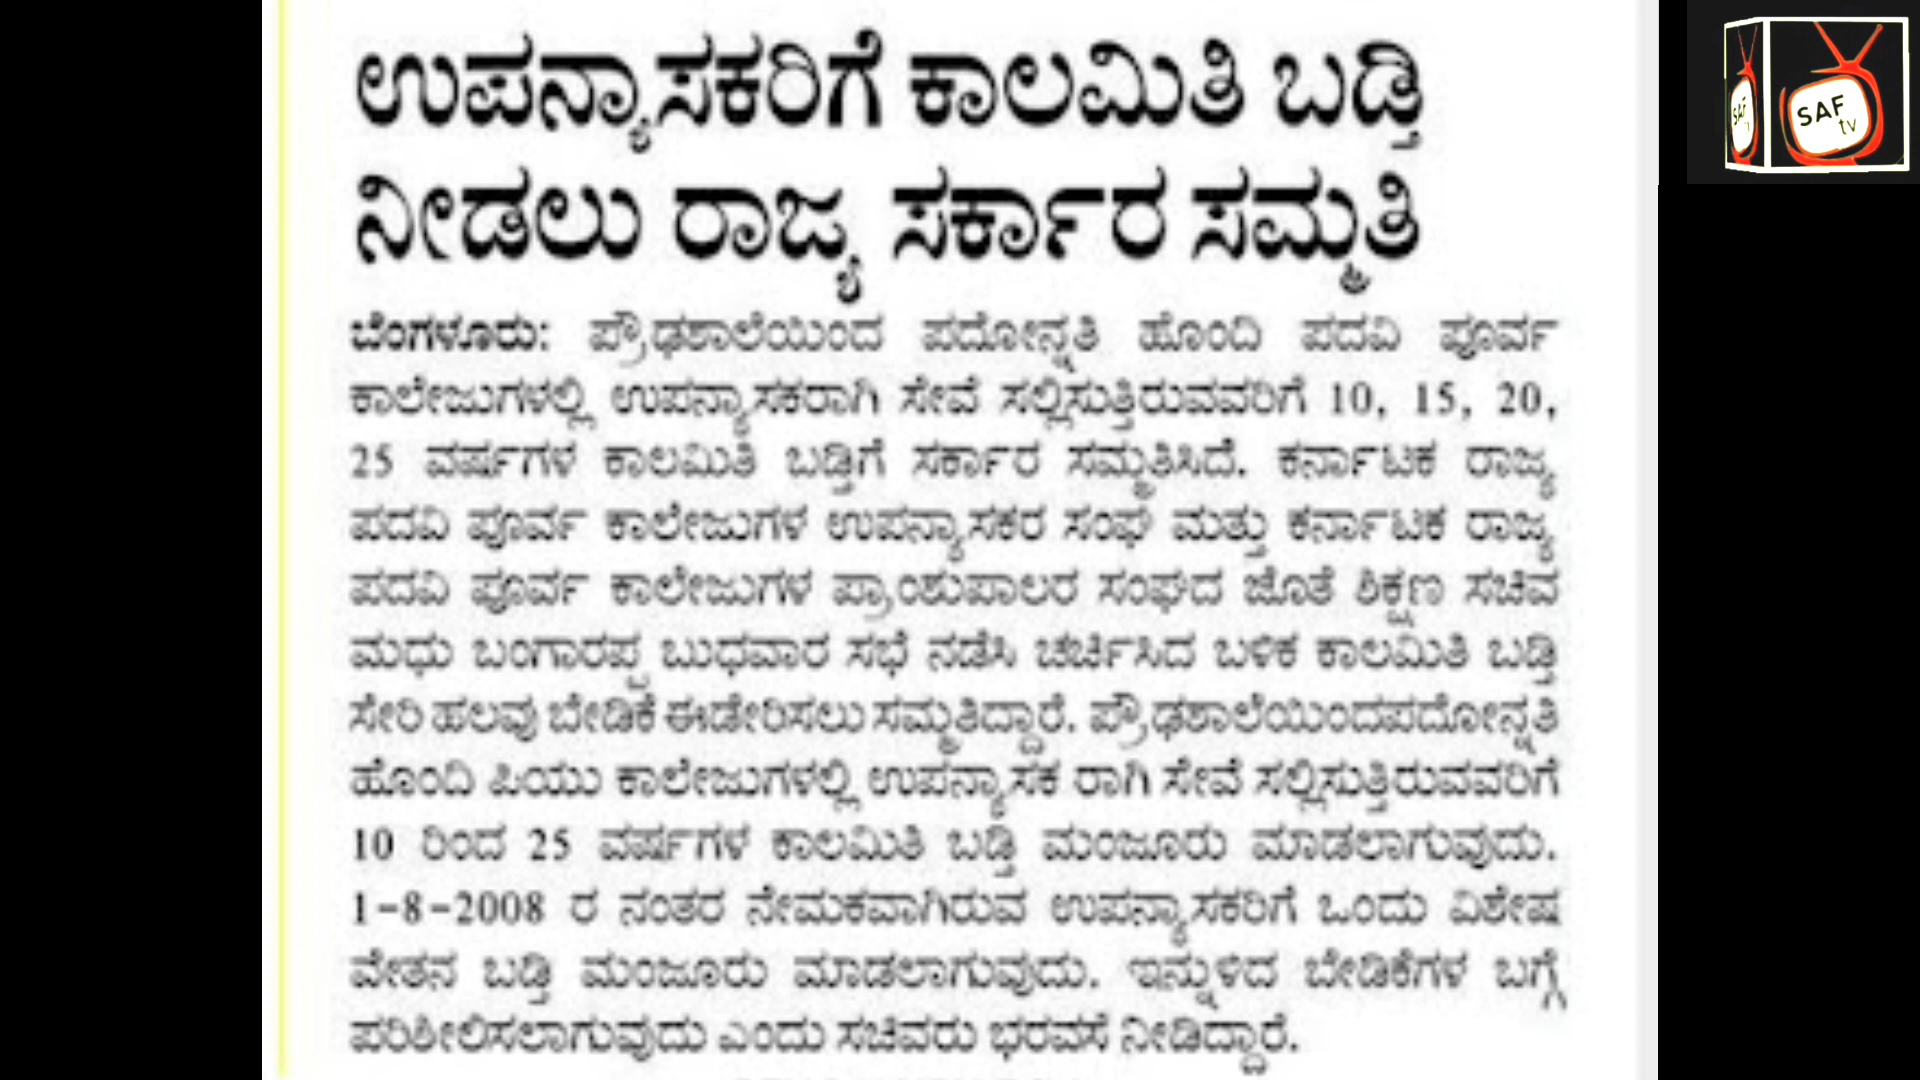 ಉಪನ್ಯಾಸಕರಿಗೆ ಕಾಲಮಿತಿ ಬಡ್ತಿ
ನೀಡಲು ರಾಜ್ಯ ಸರ್ಕಾರ ಸಮ್ಮತಿ
ಬೆಂಗಳೂರು: ಪ್ರೌಢಶಾಲೆಯಿಂದ ಪದೋನ್ನತಿ ಹೊಂದಿ ಪದವಿ ಪೂರ್ವ
ಕಾಲೇಜುಗಳಲ್ಲಿ ಉಪನ್ಯಾಸಕರಾಗಿ ಸೇವೆ ಸಲ್ಲಿಸುತ್ತಿರುವವರಿಗೆ 10, 15, 20,
25 ವರ್ಷಗಳ ಕಾಲಮಿತಿ ಬಡ್ತಿಗೆ ಸರ್ಕಾರ ಸಮ್ಮತಿಸಿದೆ. ಕರ್ನಾಟಕ ರಾಜ್ಯ
ಪದವಿ ಪೂರ್ವ ಕಾಲೇಜುಗಳ ಉಪನ್ಯಾಸಕರ ಸಂಘ ಮತ್ತು ಕರ್ನಾಟಕ ರಾಜ್ಯ
ಪದವಿ ಪೂರ್ವ ಕಾಲೇಜುಗಳ ಪ್ರಾಂಶುಪಾಲರ ಸಂಘದ ಜೊತೆ ಶಿಕ್ಷಣ ಸಚಿವ
ಮಧು ಬಂಗಾರಪ್ಪ ಬುಧವಾರ ಸಭೆ ನಡೆಸಿ ಚರ್ಚಿಸಿದ ಬಳಿಕ ಕಾಲಮಿತಿ ಬಡ್ತಿ
ಸೇರಿ ಹಲವು ಬೇಡಿಕೆ ಈಡೇರಿಸಲು ಸಮ್ಮತಿದ್ದಾರೆ. ಪ್ರೌಢಶಾಲೆಯಿಂದಪದೋನ್ನತಿ
ಹೊಂದಿ ಪಿಯು ಕಾಲೇಜುಗಳಲ್ಲಿ ಉಪನ್ಯಾಸಕ ರಾಗಿ ಸೇವೆ ಸಲ್ಲಿಸುತ್ತಿರುವವರಿಗೆ
10 ರಿಂದ 25 ವರ್ಷಗಳ ಕಾಲಮಿತಿ ಬಡ್ತಿ ಮಂಜೂರು ಮಾಡಲಾಗುವುದು.
1-8-2008 ರ ನಂತರ ನೇಮಕವಾಗಿರುವ ಉಪನ್ಯಾಸಕರಿಗೆ ಒಂದು ವಿಶೇಷ
ವೇತನ ಬಡ್ತಿ ಮಂಜೂರು ಮಾಡಲಾಗುವುದು. ಇನ್ನುಳಿದ ಬೇಡಿಕೆಗಳ ಬಗ್ಗೆ
ಪರಿಶೀಲಿಸಲಾಗುವುದು ಎಂದು ಸಚಿವರು ಭರವಸೆ ನೀಡಿದ್ದಾರೆ.
SAF
SAF
tv